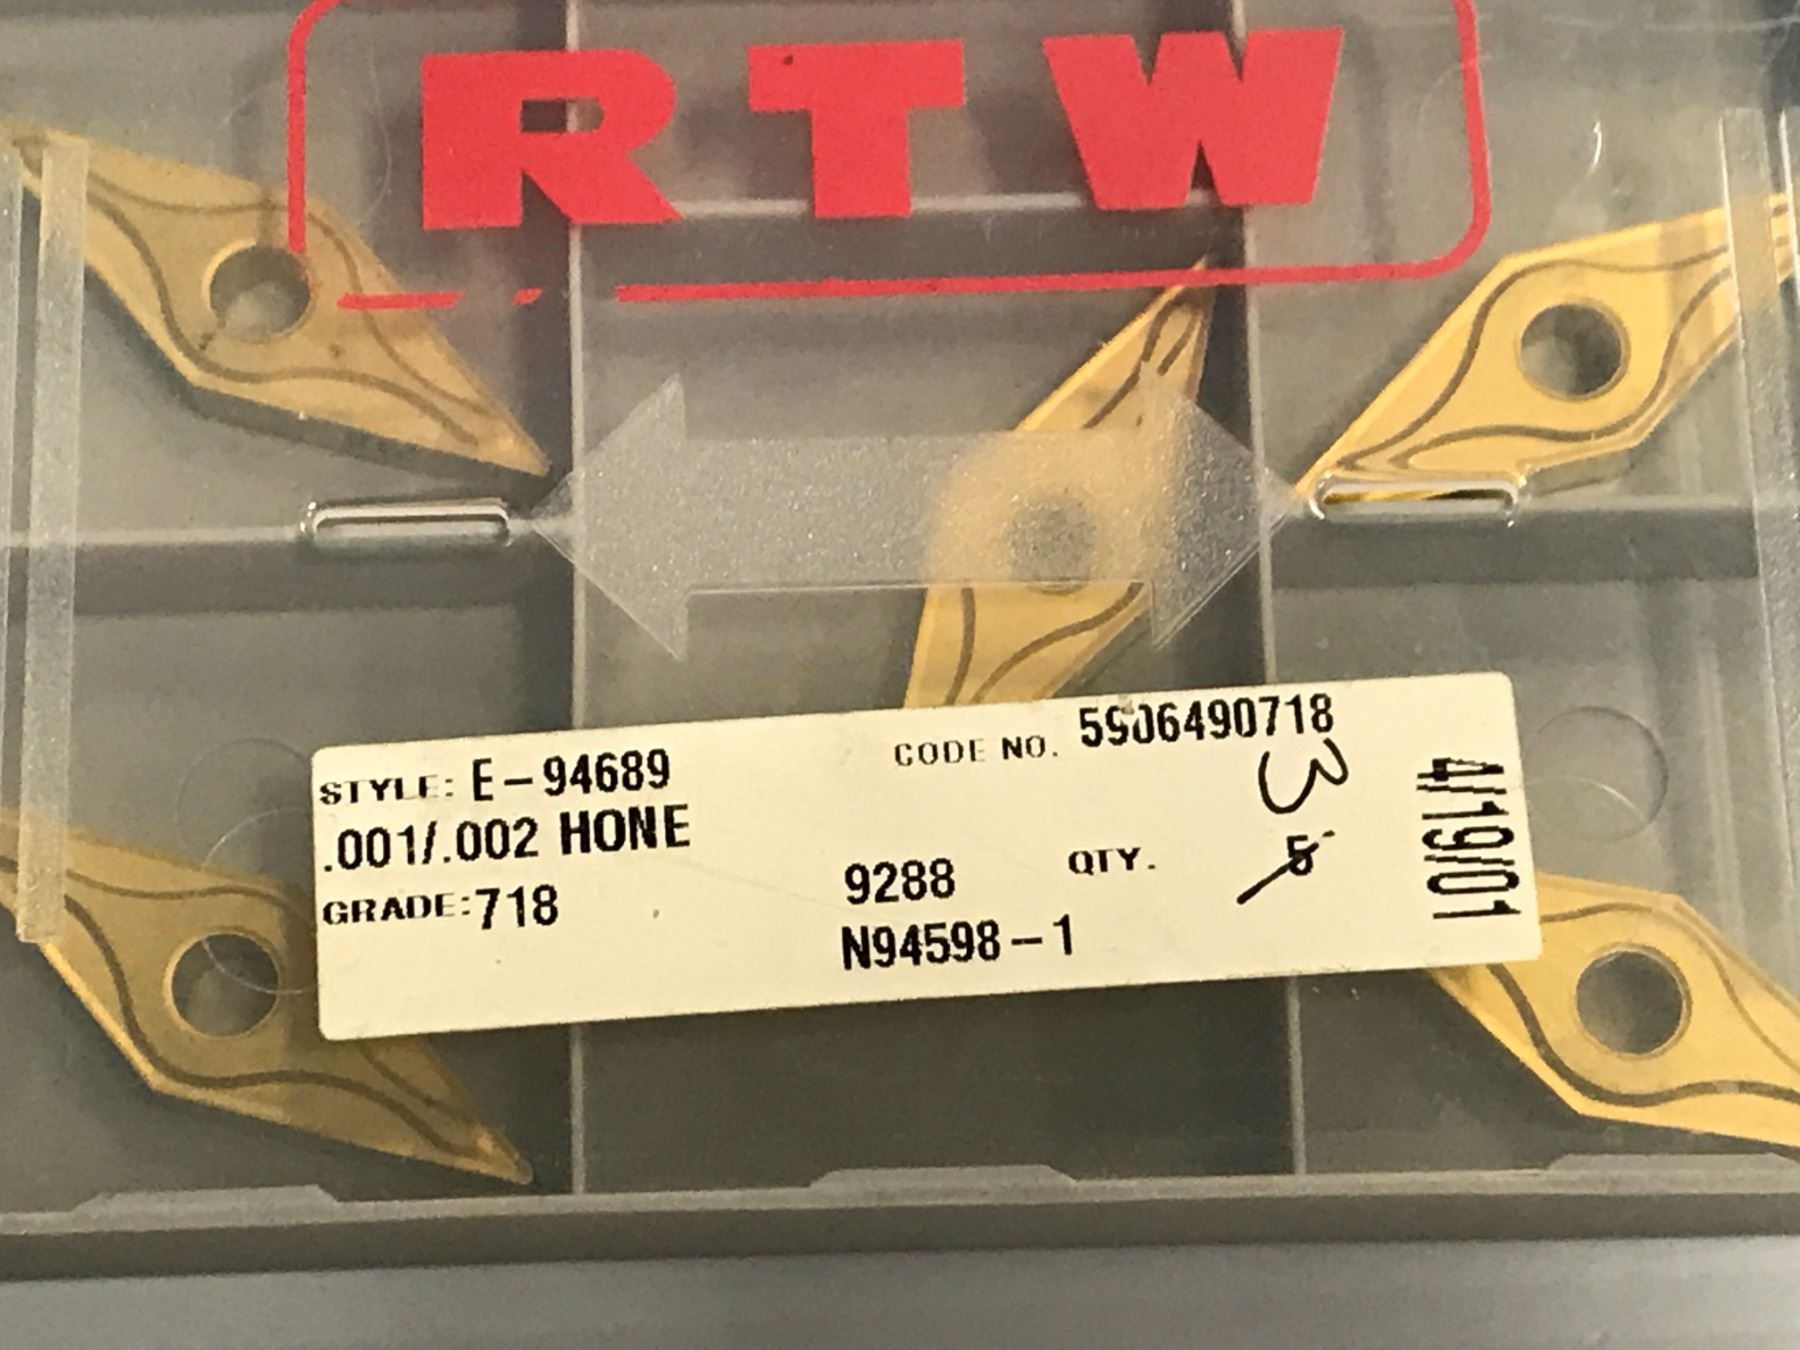 RTW
STYLE: E-94689
CODE NO. 5906490718
.001/.002 HONE
3
GRADE: 718
9288
QTY. 5
N94598-1
4/19/01